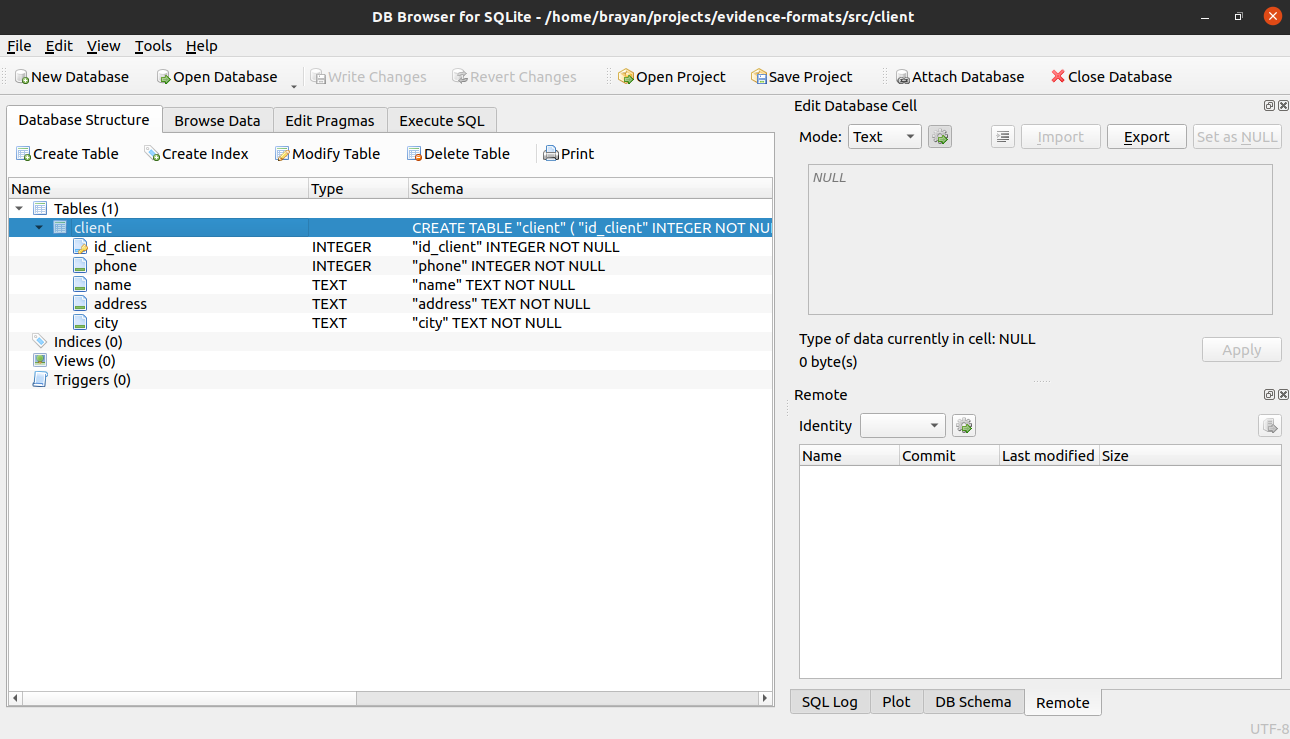 DB Browser for SQLite - /home/brayan/projects/evidence-formats/src/client
File Edit View Tools Help
New Database Open Database Write Changes Revert Changes Open Project Save Project Attach Database Close Database
Database Structure Browse Data Edit Pragmas Execute SQL
Create Table Create Index Modify Table Delete Table Print
Name Type Schema
Tables (1)
client CREATE TABLE "client" ( "id_client" INTEGER NOT NU
id_client INTEGER "id_client" INTEGER NOT NULL
phone INTEGER "phone" INTEGER NOT NULL
name TEXT "name" TEXT NOT NULL
address TEXT "address" TEXT NOT NULL
city TEXT "city" TEXT NOT NULL
Indices (0)
Views (0)
Triggers (0)
Edit Database Cell
Mode: Text Import Export Set as NULL
NULL
Type of data currently in cell: NULL
0 byte(s)
Apply
Remote
Identity
Name Commit Last modified Size
SQL Log Plot DB Schema Remote
UTF-8